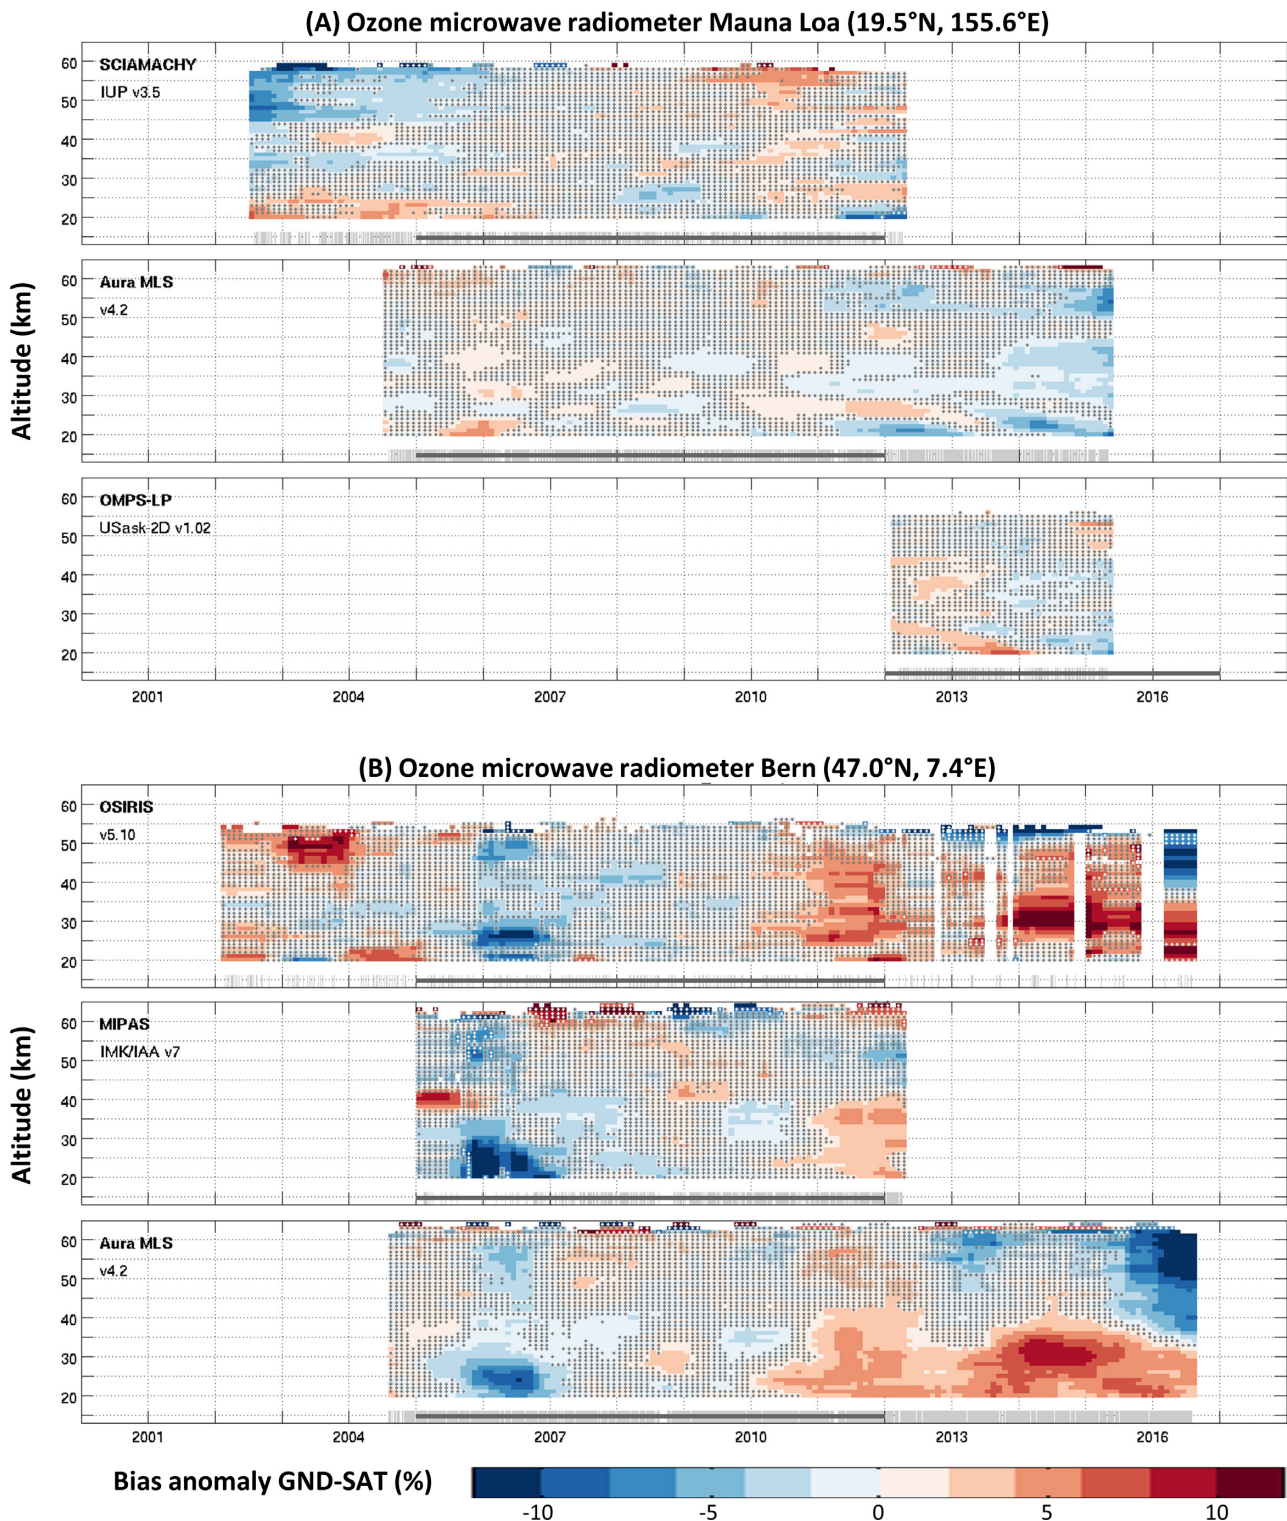 (A) Ozone microwave radiometer Mauna Loa (19.5°N, 155.6°E)
SCIAMACHY
IUP v3.5
60
50
40
30
20
Aura MLS
v4.2
60
50
40
30
20
OMPS-LP
USask-2D v1.02
60
50
40
30
20
Altitude (km)
2001 2004 2007 2010 2013 2016
(B) Ozone microwave radiometer Bern (47.0°N, 7.4°E)
OSIRIS
v5.10
60
50
40
30
20
MIPAS
IMK/IAA v7
60
50
40
30
20
Aura MLS
v4.2
60
50
40
30
20
Altitude (km)
2001 2004 2007 2010 2013 2016
Bias anomaly GND-SAT (%)
-10 -5 0 5 10